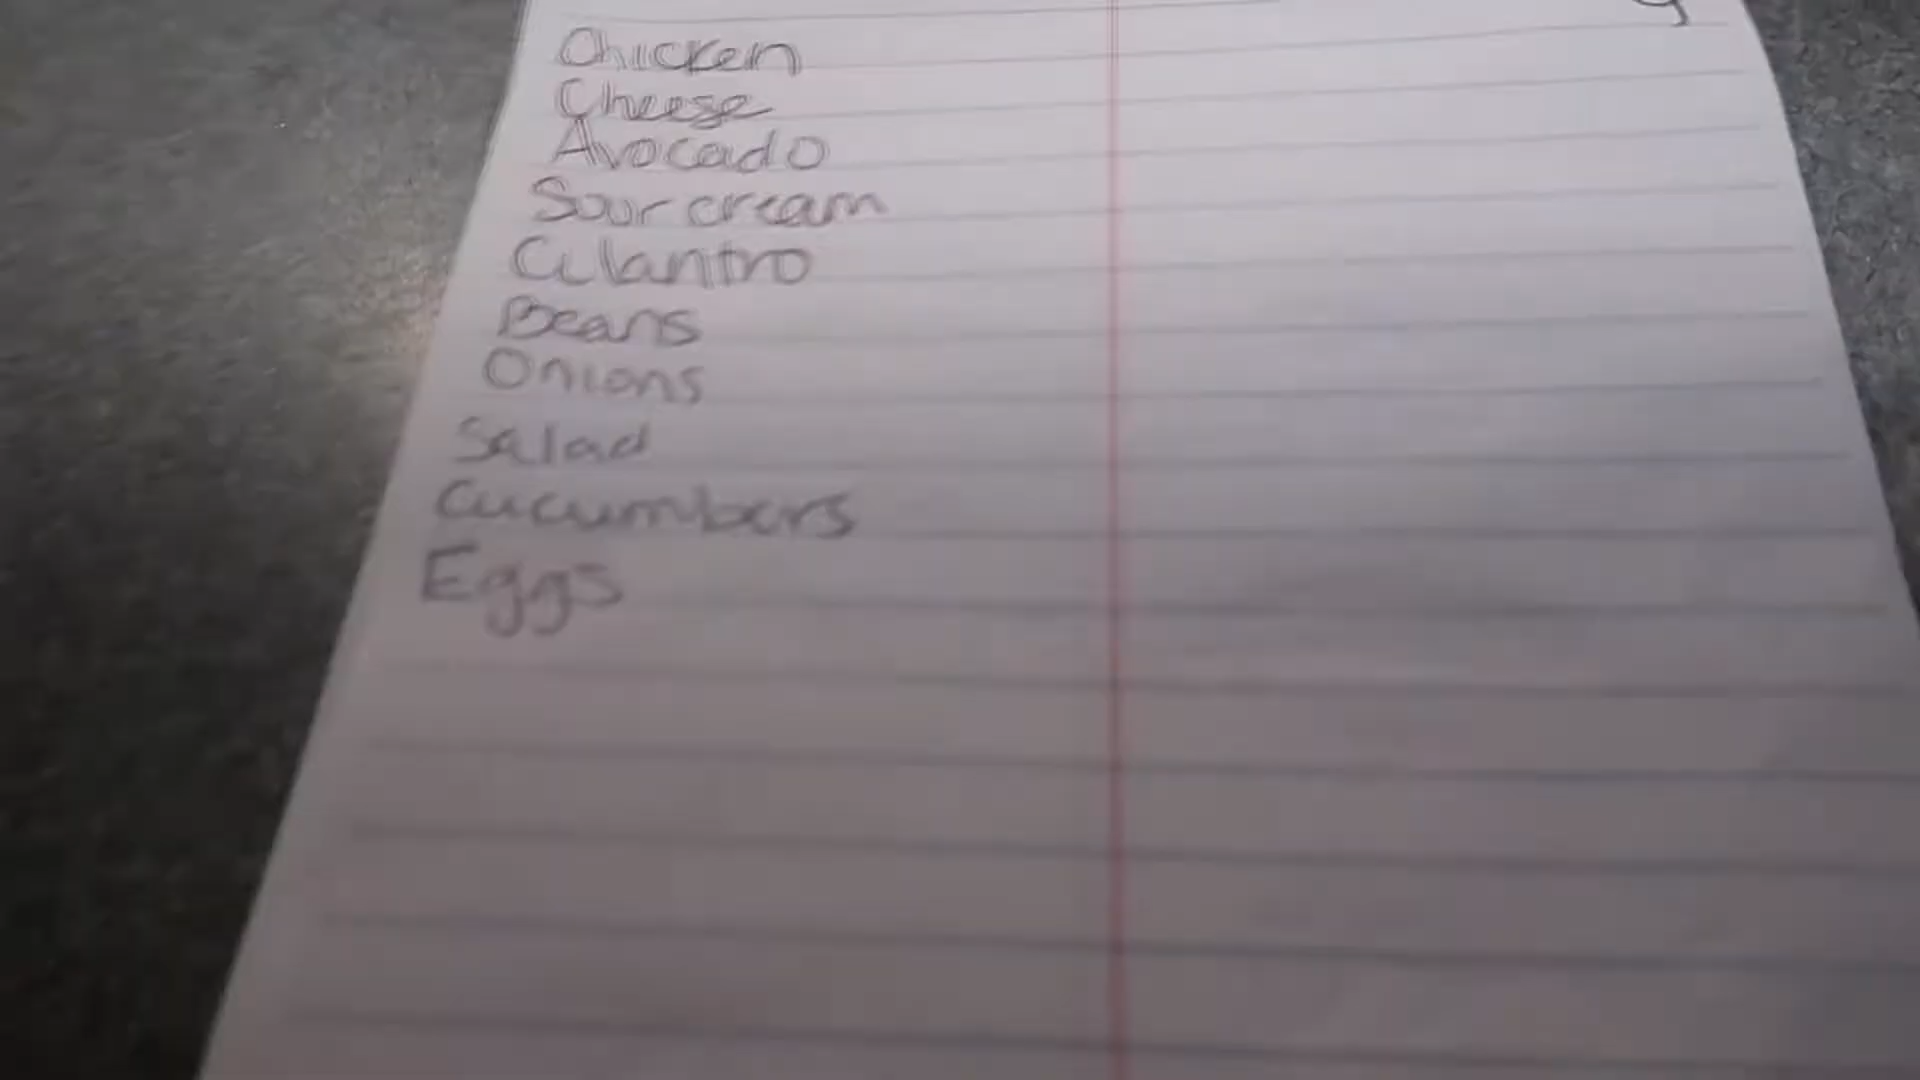 Chicken
Cheese
Avocado
Sour cream
Cilantro
Beans
Onions
Salad
Cucumbers
Eggs